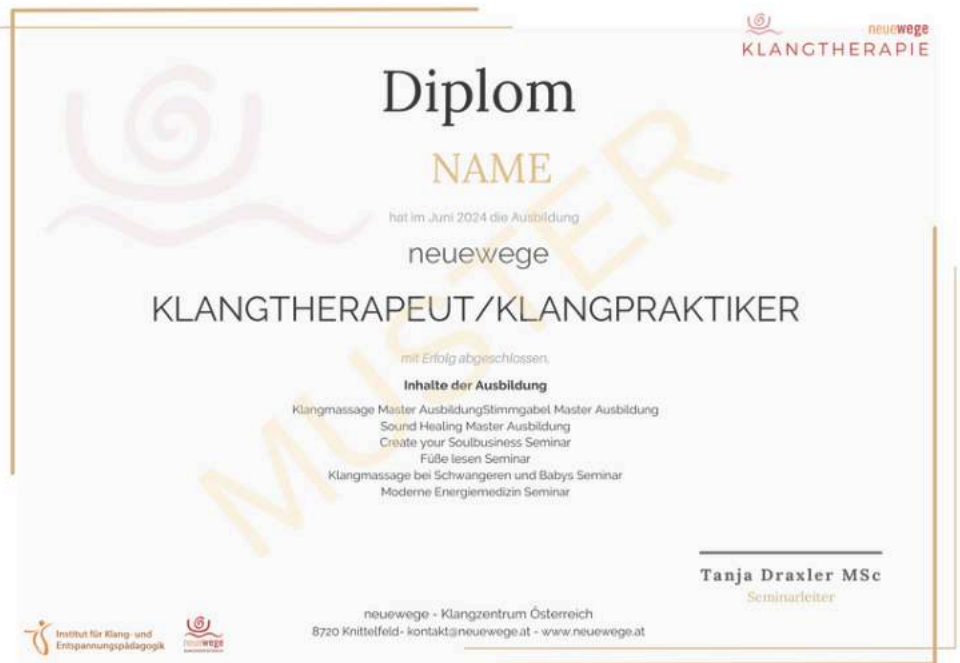 neuewege
KLANGTHERAPIE
Diplom
NAME
hat im Juni 2024 die Ausbildung
neuewege
KLANGTHERAPEUT/KLANGPRAKTIKER
mit Erfolg abgeschlossen,
Inhalte der Ausbildung
Klangmassage Master AusbildungStimmgabel Master Ausbildung
Sound Healing Master Ausbildung
Create your Soulbusiness Seminar
Füße lesen Seminar
Klangmassage bei Schwangeren und Babys Seminar
Moderne Energiemedizin Seminar
MUSTER
Tanja Draxler MSc
Seminarleiter
neuewege - Klangzentrum Österreich
8720 Knittelfeld- kontakt@neuewege.at - www.neuewege.at
Institut für Klang- und
Entspannungspädagogik
neuewege